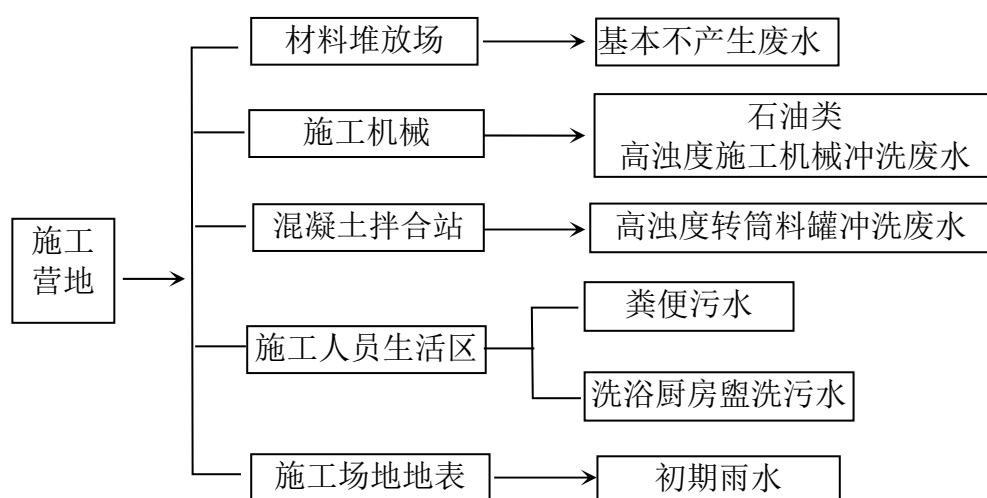 材料堆放场
基本不产生废水
施工机械
石油类
高浊度施工机械冲洗废水
施工
营地
混凝土拌合站
高浊度转筒料罐冲洗废水
粪便污水
施工人员生活区
洗浴厨房盥洗污水
施工场地地表
初期雨水